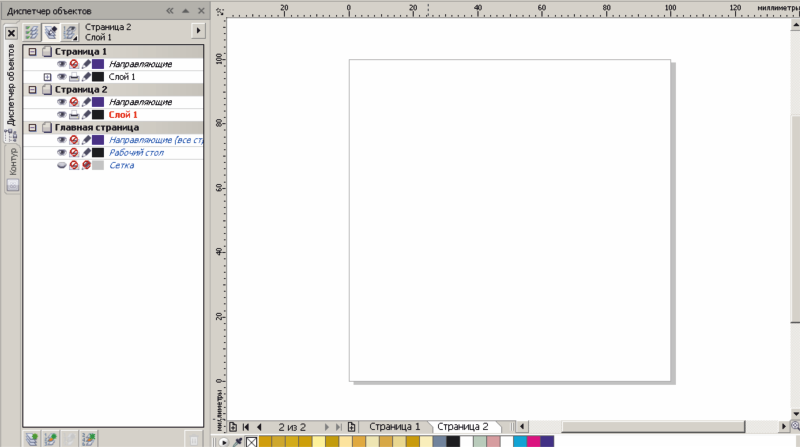 Диспетчер объектов
Страница 2
Слой 1
Страница 1
Направляющие
Слой 1
Страница 2
Направляющие
Слой 1
Главная страница
Направляющие (все стр
Рабочий стол
Сетка
Диспетчер объектов
Контур
20 0 20 40 60 80 100 120 миллиметры
100
80
60
40
20
0
миллиметры
2 из 2
Страница 1
Страница 2